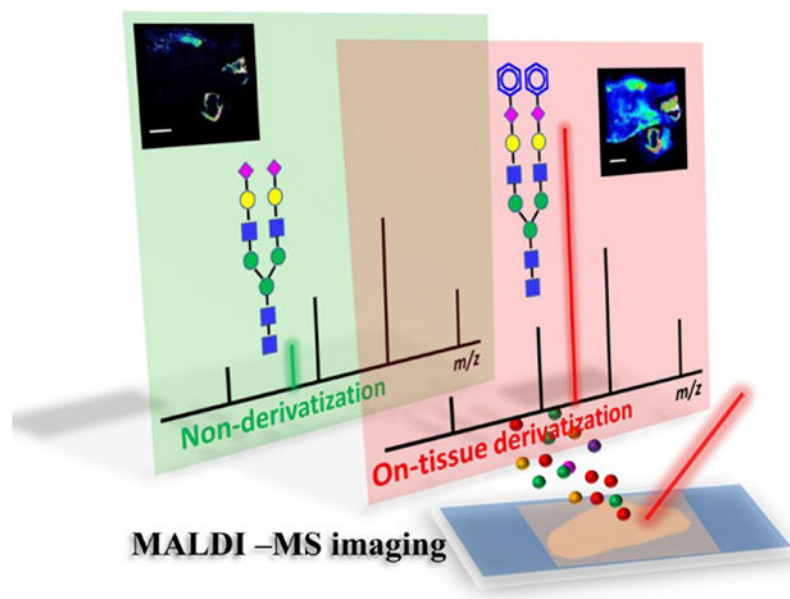 m/z
Non-derivatization
m/z
On-tissue derivatization
MALDI –MS imaging